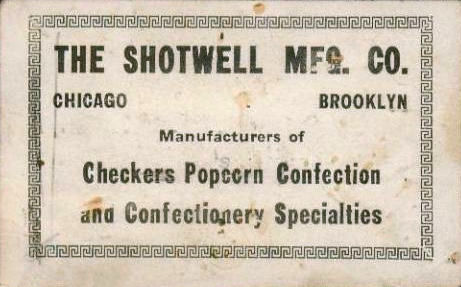 THE SHOTWELL MFG. CO.
CHICAGO BROOKLYN
Manufacturers of
Checkers Popcorn Confection
and Confectionery Specialties